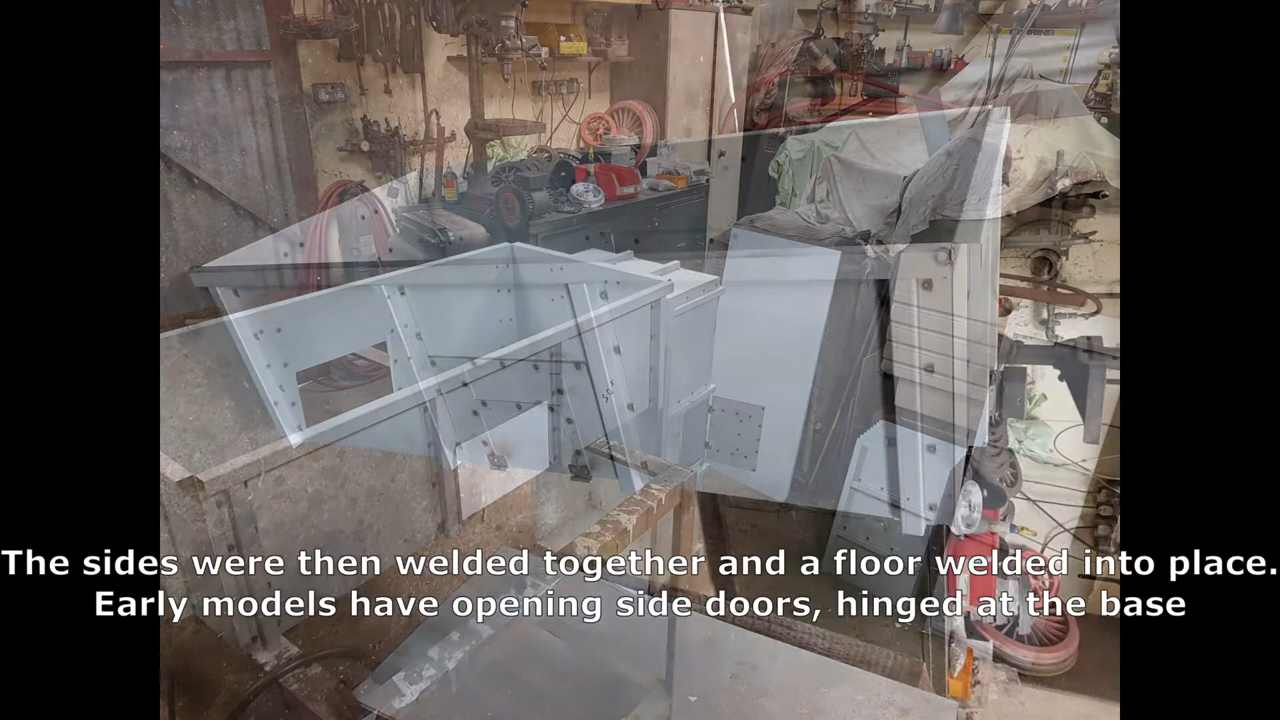 The sides were then welded together and a floor welded into place.
Early models have opening side doors, hinged at the base